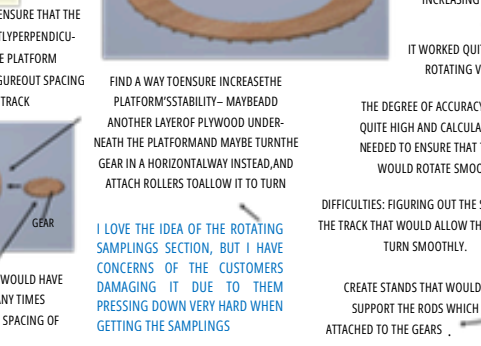 ENSURE THAT THE
TLYPERPENDICU-
E PLATFORM
GUREOUT SPACING
TRACK
GEAR
WOULD HAVE
NY TIMES
SPACING OF
FIND A WAY TOENSURE INCREASETHE
PLATFORM'SSTABILITY– MAYBEADD
ANOTHER LAYEROF PLYWOOD UNDER-
NEATH THE PLATFORMAND MAYBE TURNTHE
GEAR IN A HORIZONTALWAY INSTEAD,AND
ATTACH ROLLERS TOALLOW IT TO TURN
I LOVE THE IDEA OF THE ROTATING
SAMPLINGS SECTION, BUT I HAVE
CONCERNS OF THE CUSTOMERS
DAMAGING IT DUE TO THEM
PRESSING DOWN VERY HARD WHEN
GETTING THE SAMPLINGS
INCREASING
IT WORKED QUI
ROTATING V
THE DEGREE OF ACCURACY
QUITE HIGH AND CALCULA
NEEDED TO ENSURE THAT
WOULD ROTATE SMOO
DIFFICULTIES: FIGURING OUT THE S
THE TRACK THAT WOULD ALLOW TH
TURN SMOOTHLY.
CREATE STANDS THAT WOULD
SUPPORT THE RODS WHICH
ATTACHED TO THE GEARS .